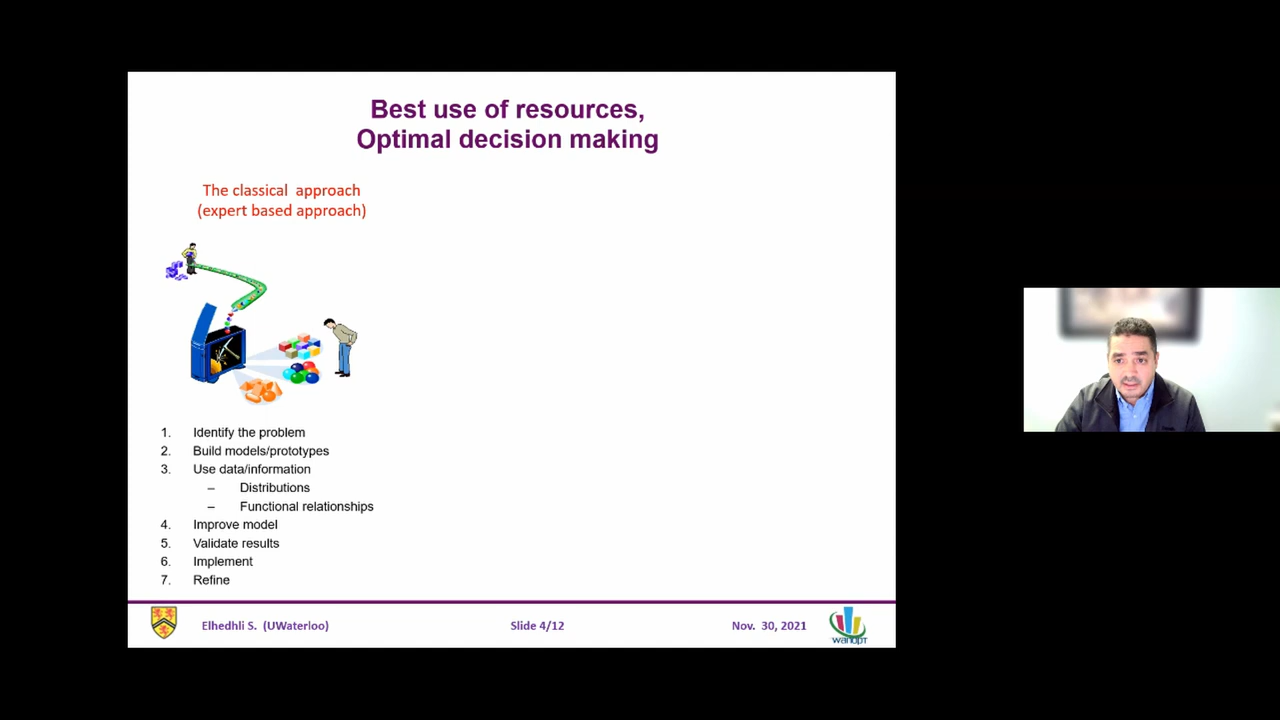 Best use of resources,
Optimal decision making
The classical approach
(expert based approach)
1. Identify the problem
2. Build models/prototypes
3. Use data/information
– Distributions
– Functional relationships
4. Improve model
5. Validate results
6. Implement
7. Refine
Elhedhli S. (UWaterloo)
Slide 4/12
Nov. 30, 2021
wanopt